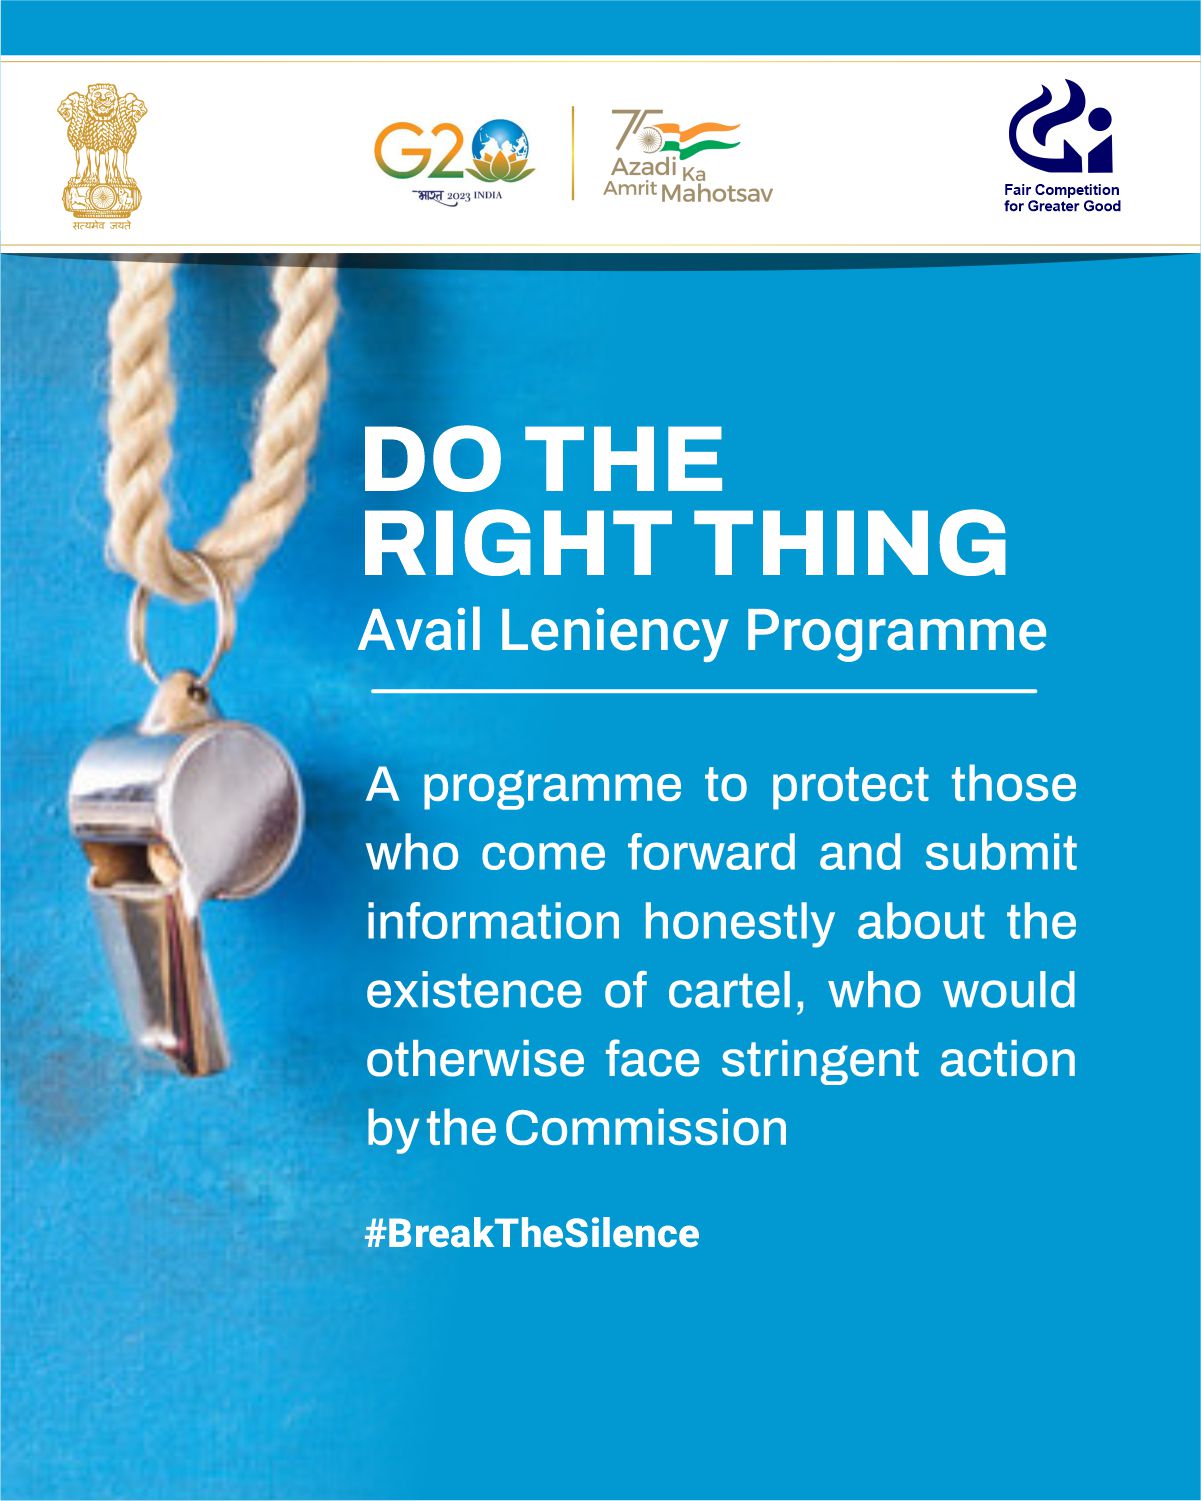 सत्यमेव जयते
G20
भारत 2023 INDIA
75
Azadi Ka
Amrit Mahotsav
Fair Competition
for Greater Good
DO THE
RIGHT THING
Avail Leniency Programme
A programme to protect those
who come forward and submit
information honestly about the
existence of cartel, who would
otherwise face stringent action
by the Commission
#BreakTheSilence